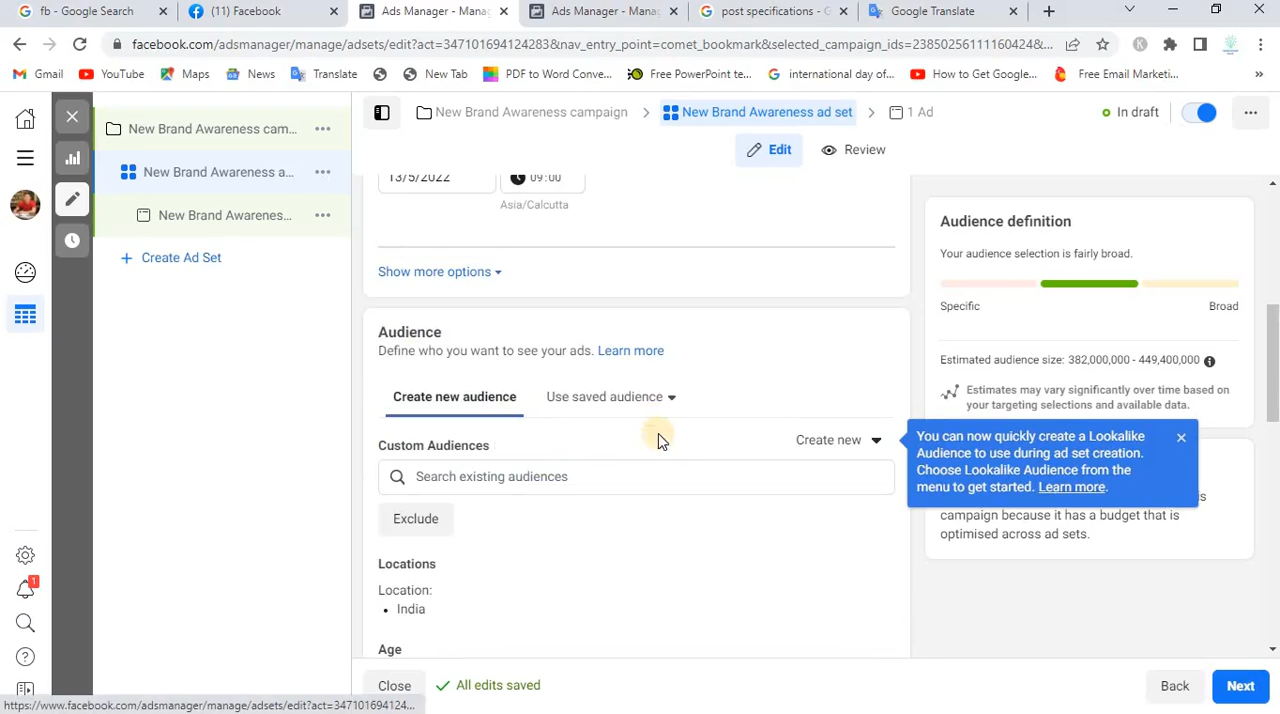 fb - Google Search
(11) Facebook
Ads Manager - Mana
Ads Manager - Mana
post specifications - G
Google Translate
facebook.com/adsmanager/manage/adsets/edit?act=347101694129283&nav_entry_point=comet_bookmark&selected_campaign_ids=23850256111160424&...
Gmail
YouTube
Maps
News
Translate
New Tab
PDF to Word Conve...
Free PowerPoint te...
international day of...
How to Get Google...
Free Email Marketi...
»
New Brand Awareness cam...
New Brand Awareness a...
New Brand Awarenes...
+ Create Ad Set
New Brand Awareness campaign
New Brand Awareness ad set
1 Ad
In draft
Edit
Review
13/5/2022
09:00
Asia/Calcutta
Show more options
Audience
Define who you want to see your ads. Learn more
Create new audience
Use saved audience
Custom Audiences
Create new
Search existing audiences
Exclude
Locations
Location:
• India
Age
Audience definition
Your audience selection is fairly broad.
Specific
Broad
Estimated audience size: 382,000,000 - 449,400,000
Estimates may vary significantly over time based on
your targeting selections and available data.
You can now quickly create a Lookalike
Audience to use during ad set creation.
Choose Lookalike Audience from the
menu to get started. Learn more.
is
campaign because it has a budget that is
optimised across ad sets.
1
Close
All edits saved
Back
Next
https://www.facebook.com/adsmanager/manage/adsets/edit?act=347101694124...